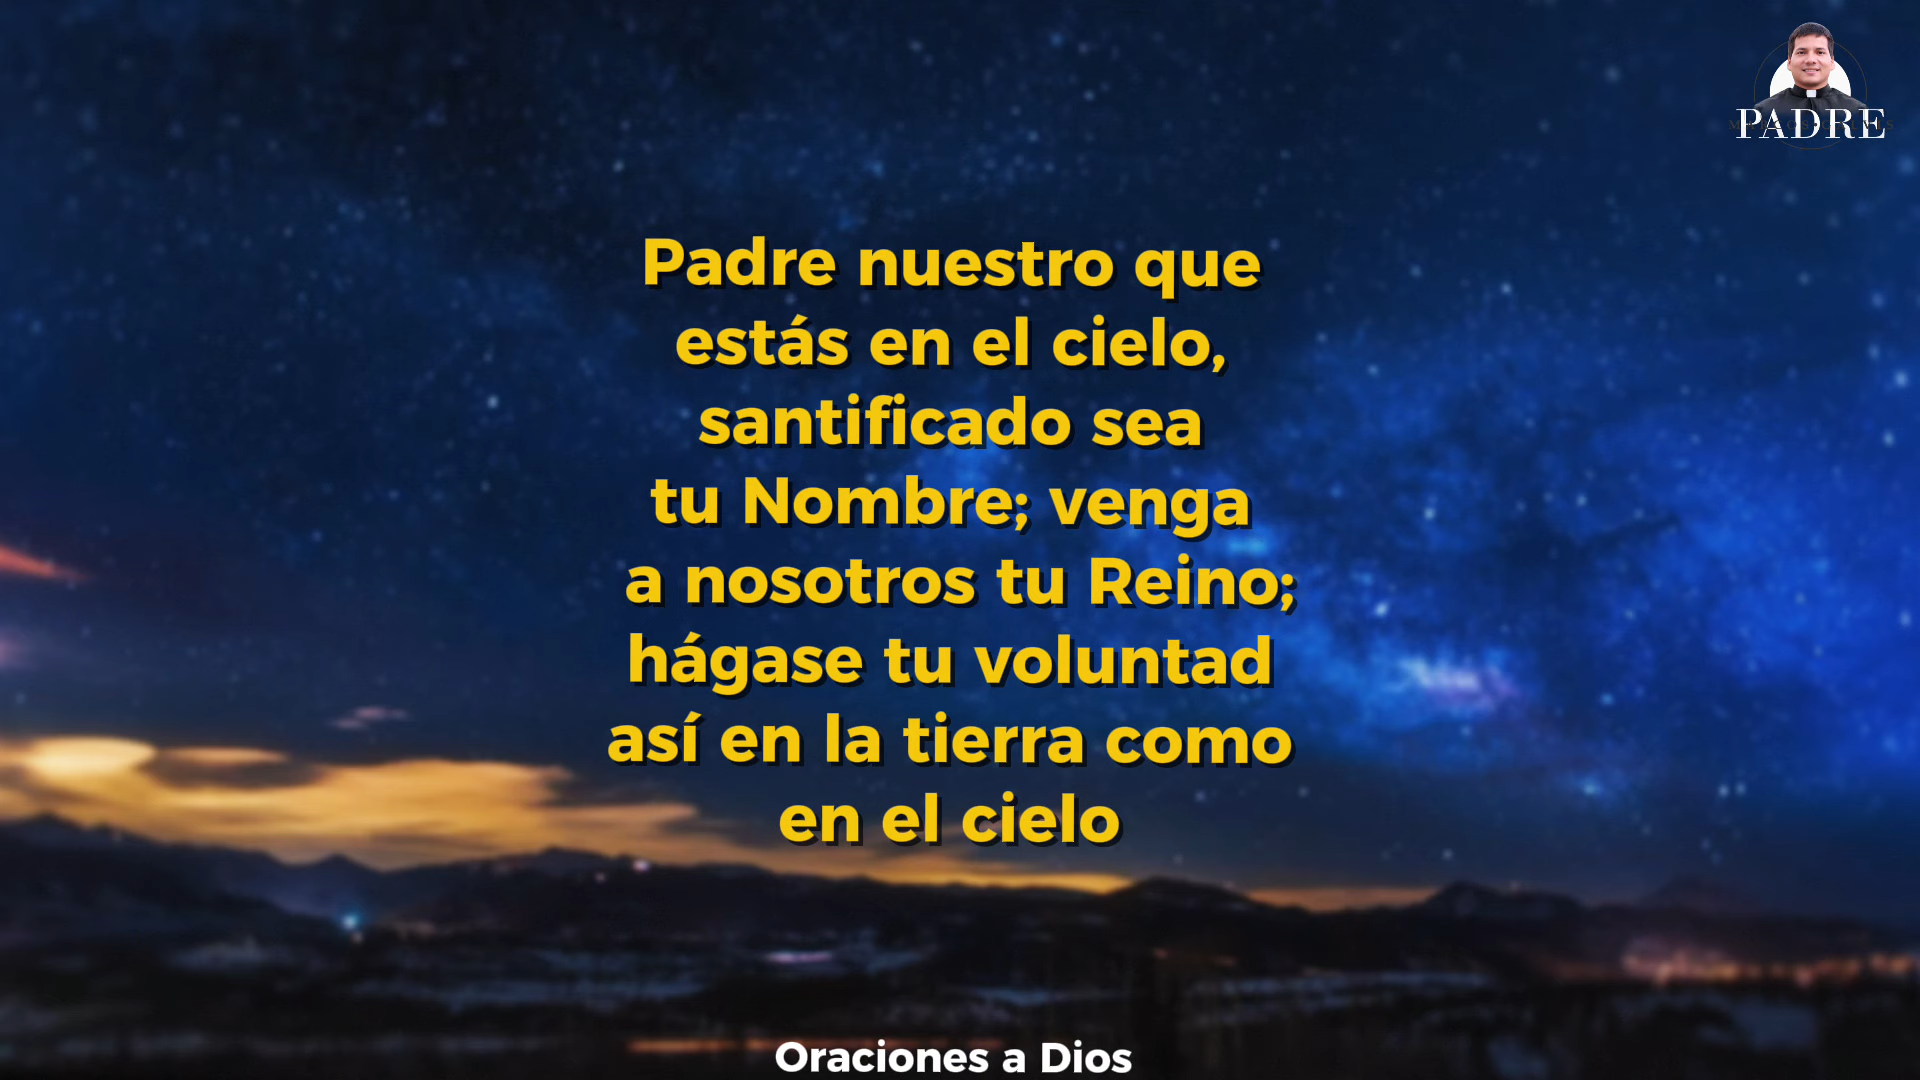 PADRE
Padre nuestro que
estás en el cielo,
santificado sea
tu Nombre; venga
a nosotros tu Reino;
hágase tu voluntad
así en la tierra como
en el cielo
Oraciones a Dios